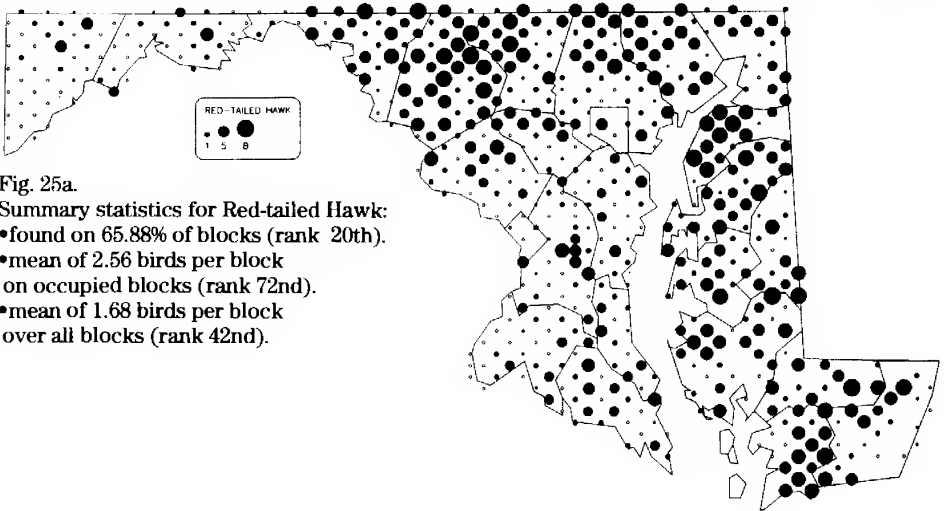 RED-TAILED HAWK
1 5 8
Fig. 25a.
Summary statistics for Red-tailed Hawk:
•found on 65.88% of blocks (rank 20th).
•mean of 2.56 birds per block
on occupied blocks (rank 72nd).
•mean of 1.68 birds per block
over all blocks (rank 42nd).